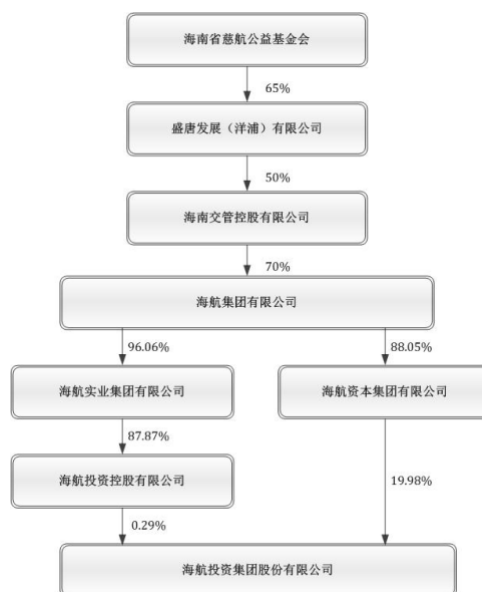 海南省慈航公益基金会
65%
盛唐发展（洋浦）有限公司
50%
海南交管控股有限公司
70%
海航集团有限公司
96.06%
88.05%
海航实业集团有限公司
海航资本集团有限公司
87.87%
海航投资控股有限公司
19.98%
0.29%
海航投资集团股份有限公司